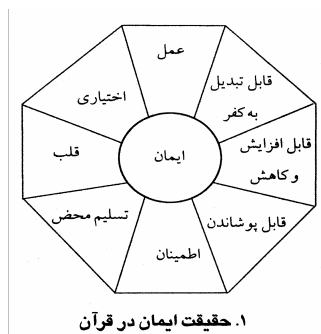 عمل
قابل تبدیل
به کفر
قابل افزایش
و کاهش
قابل پوشاندن
اطمینان
تسلیم محض
قلب
اختیاری
ایمان
۱. حقیقت ایمان در قرآن